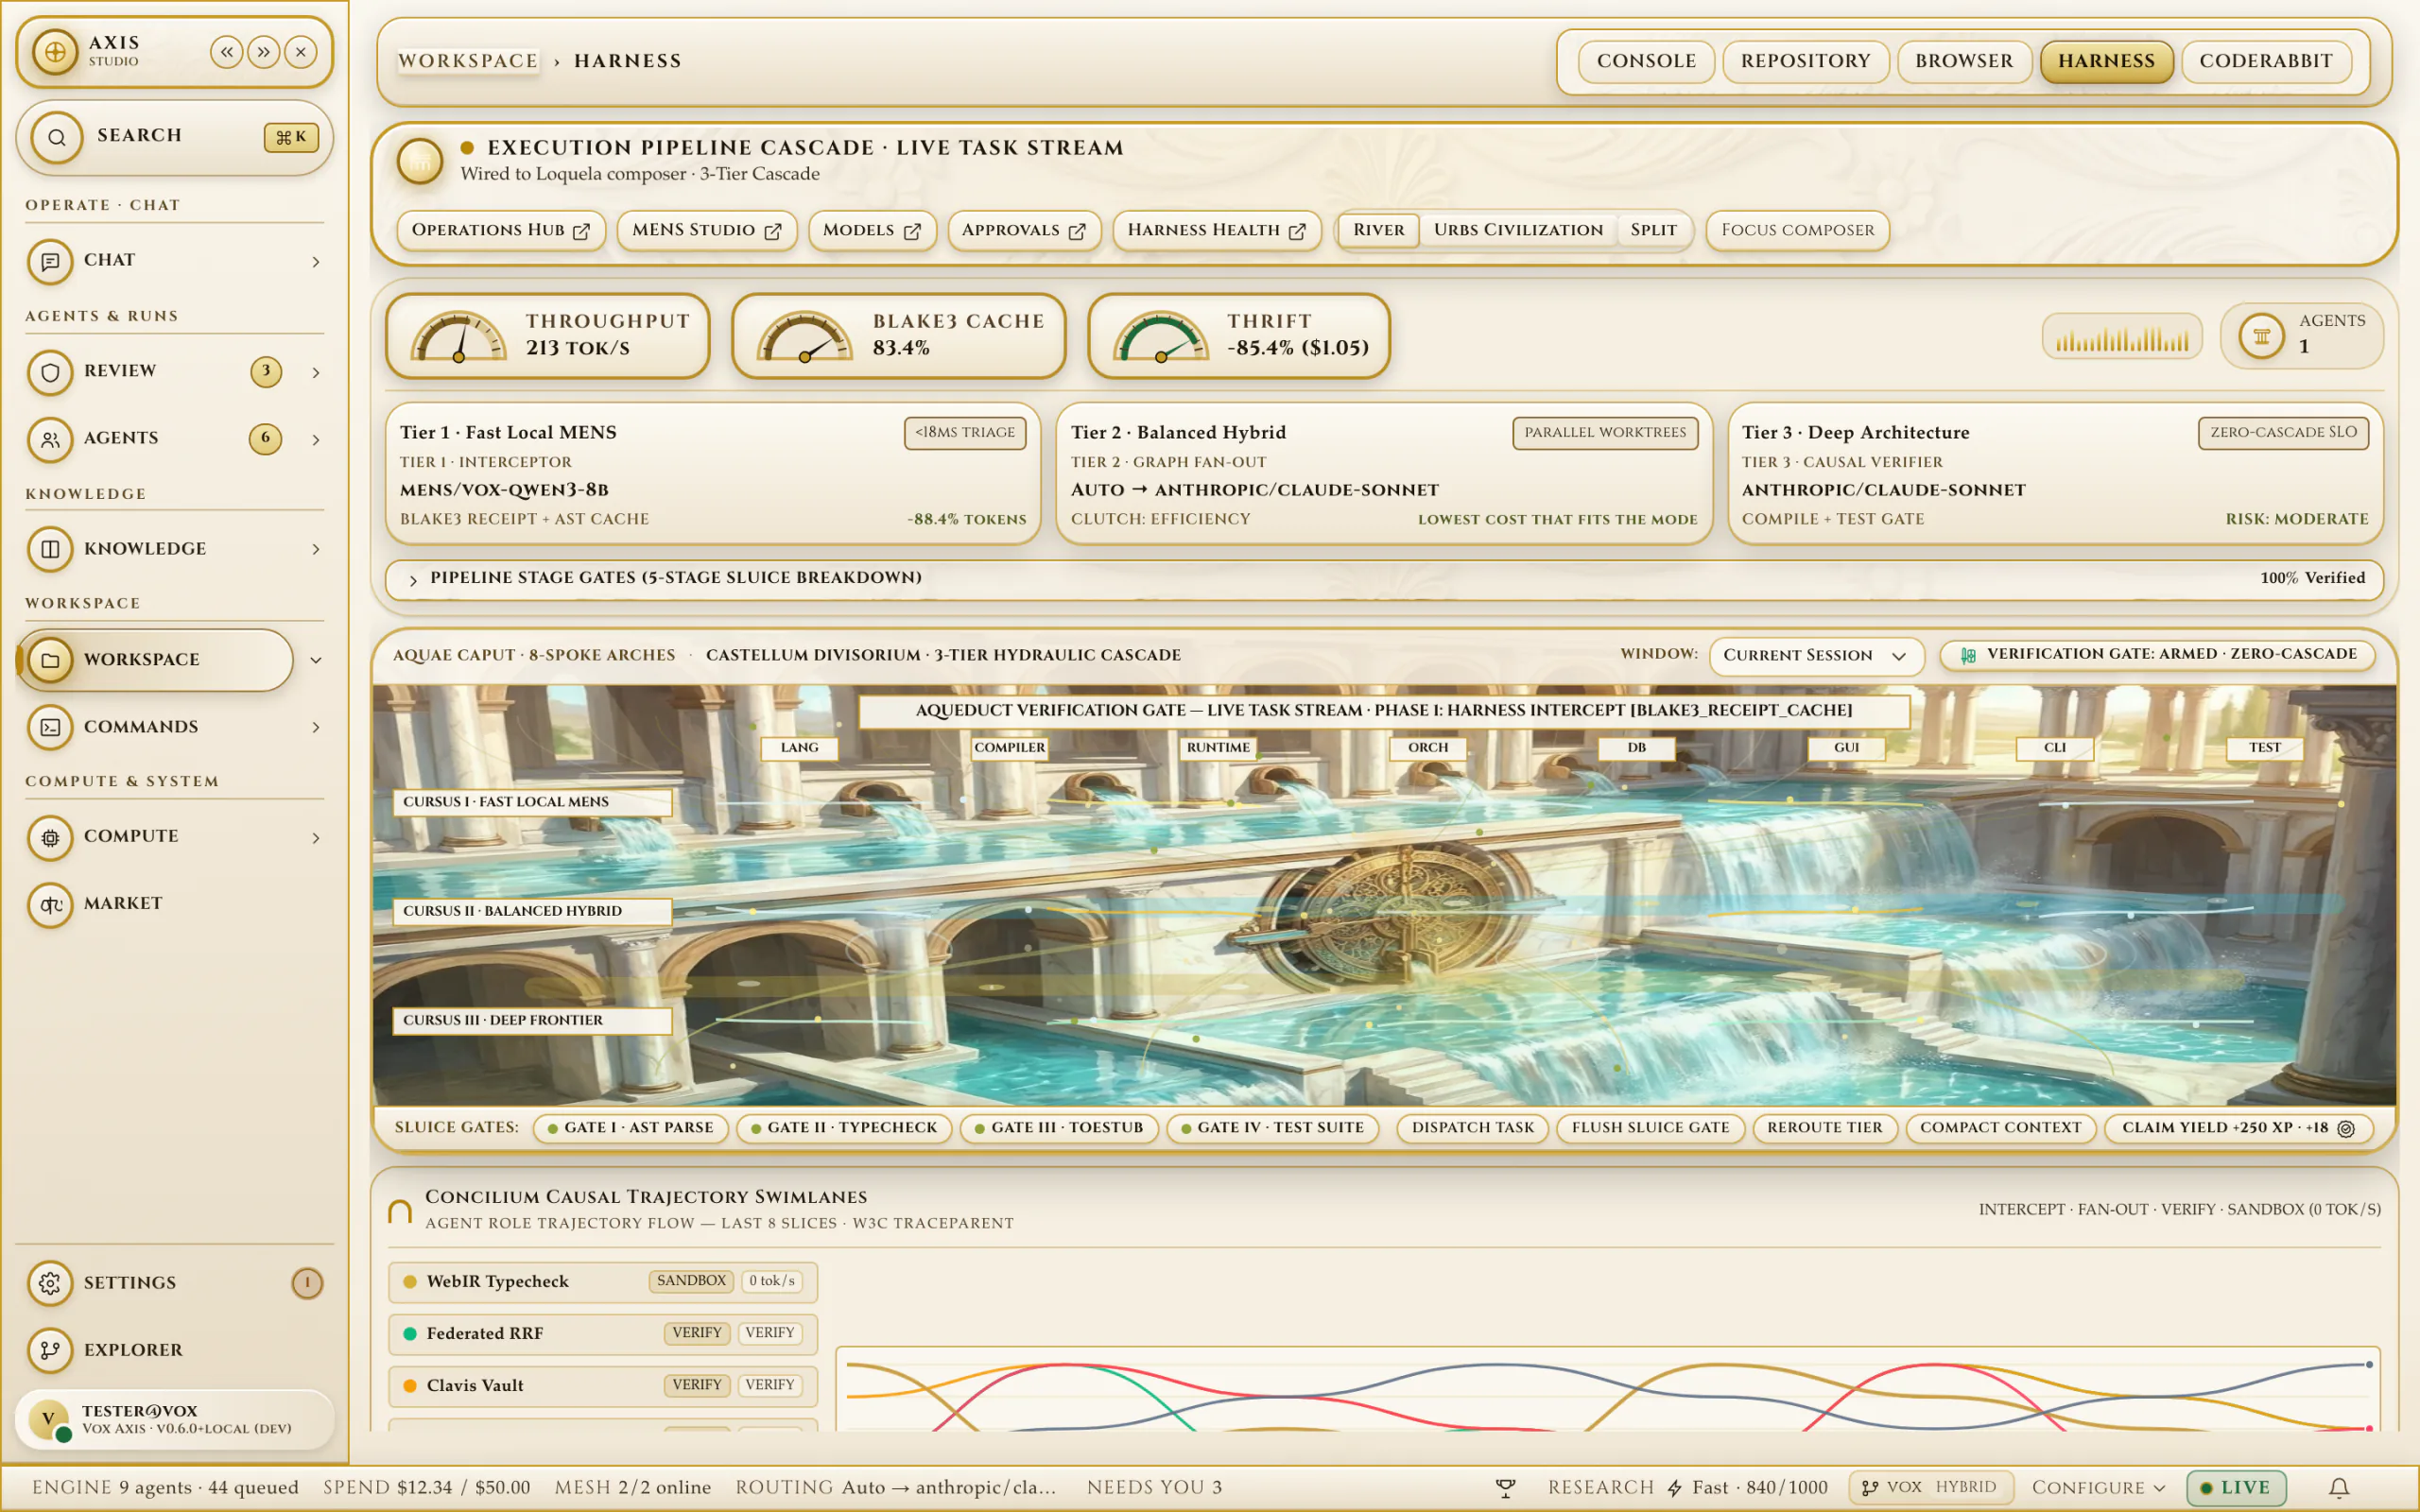 AXIS
STUDIO
SEARCH
⌘ K
OPERATE · CHAT
CHAT
AGENTS & RUNS
REVIEW 3
AGENTS 6
KNOWLEDGE
KNOWLEDGE
WORKSPACE
WORKSPACE
COMMANDS
COMPUTE & SYSTEM
COMPUTE
MARKET
SETTINGS 1
EXPLORER
V
TESTER@VOX
VOX AXIS · V0.6.0+LOCAL (DEV)
WORKSPACE › HARNESS
CONSOLE REPOSITORY BROWSER HARNESS CODERABBIT
EXECUTION PIPELINE CASCADE · LIVE TASK STREAM
Wired to Loquela composer · 3-Tier Cascade
OPERATIONS HUB MENS STUDIO MODELS APPROVALS HARNESS HEALTH RIVER URBS CIVILIZATION SPLIT FOCUS COMPOSER
THROUGHPUT
213 TOK/S
BLAKE3 CACHE
83.4%
THRIFT
-85.4% ($1.05)
AGENTS
1
Tier 1 · Fast Local MENS <18MS TRIAGE
TIER 1 · INTERCEPTOR
MENS/VOX-QWEN3-8B
BLAKE3 RECEIPT + AST CACHE -88.4% TOKENS
Tier 2 · Balanced Hybrid PARALLEL WORKTREES
TIER 2 · GRAPH FAN-OUT
AUTO → ANTHROPIC/CLAUDE-SONNET
CLUTCH: EFFICIENCY LOWEST COST THAT FITS THE MODE
Tier 3 · Deep Architecture ZERO-CASCADE SLO
TIER 3 · CAUSAL VERIFIER
ANTHROPIC/CLAUDE-SONNET
COMPILE + TEST GATE RISK: MODERATE
PIPELINE STAGE GATES (5-STAGE SLUICE BREAKDOWN) 100% Verified
AQUAE CAPUT · 8-SPOKE ARCHES · CASTELLUM DIVISORIUM · 3-TIER HYDRAULIC CASCADE
WINDOW: CURRENT SESSION VERIFICATION GATE: ARMED · ZERO-CASCADE
AQUEDUCT VERIFICATION GATE — LIVE TASK STREAM · PHASE I: HARNESS INTERCEPT [BLAKE3_RECEIPT_CACHE]
LANG COMPILER RUNTIME ORCH DB GUI CLI TEST
CURSUS I · FAST LOCAL MENS
CURSUS II · BALANCED HYBRID
CURSUS III · DEEP FRONTIER
SLUICE GATES: GATE I · AST PARSE GATE II · TYPECHECK GATE III · TOESTUB GATE IV · TEST SUITE DISPATCH TASK FLUSH SLUICE GATE REROUTE TIER COMPACT CONTEXT CLAIM YIELD +250 XP · +18
CONCILIUM CAUSAL TRAJECTORY SWIMLANES
AGENT ROLE TRAJECTORY FLOW — LAST 8 SLICES · W3C TRACEPARENT
INTERCEPT · FAN-OUT · VERIFY · SANDBOX (0 TOK/S)
WebIR Typecheck SANDBOX 0 tok/s
Federated RRF VERIFY VERIFY
Clavis Vault VERIFY VERIFY
ENGINE 9 agents · 44 queued SPEND $12.34 / $50.00 MESH 2/2 online ROUTING Auto → anthropic/cla... NEEDS YOU 3
RESEARCH Fast · 840/1000 VOX HYBRID CONFIGURE LIVE